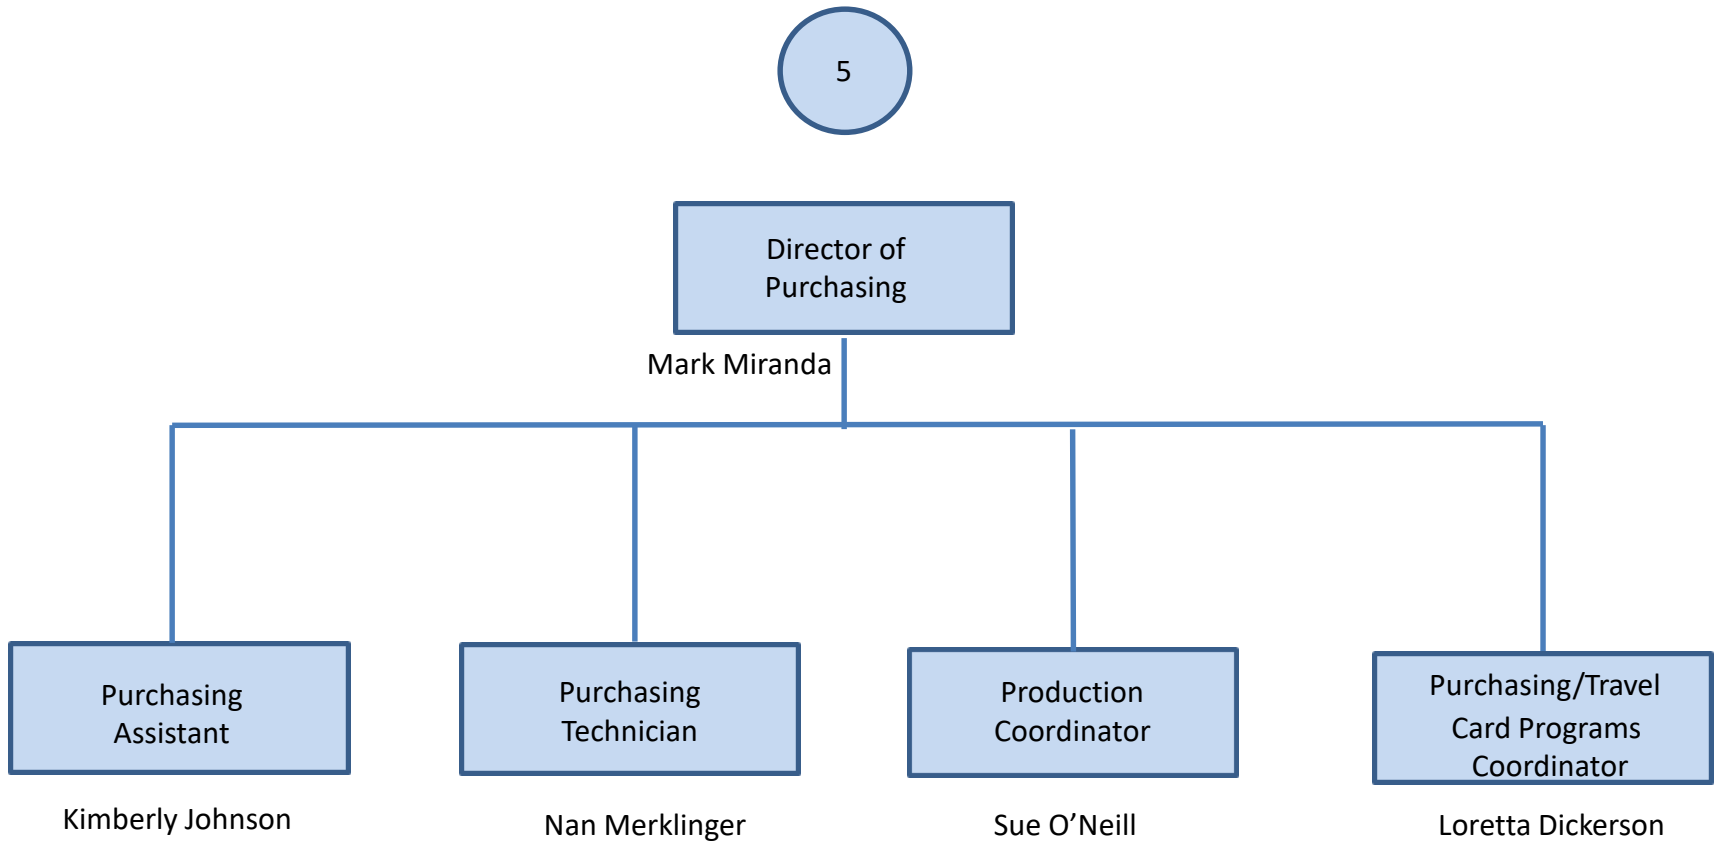 5
Director of
Purchasing
Mark Miranda
Purchasing
Assistant
Kimberly Johnson
Purchasing
Technician
Nan Merklinger
Production
Coordinator
Sue O’Neill
Purchasing/Travel
Card Programs
Coordinator
Loretta Dickerson